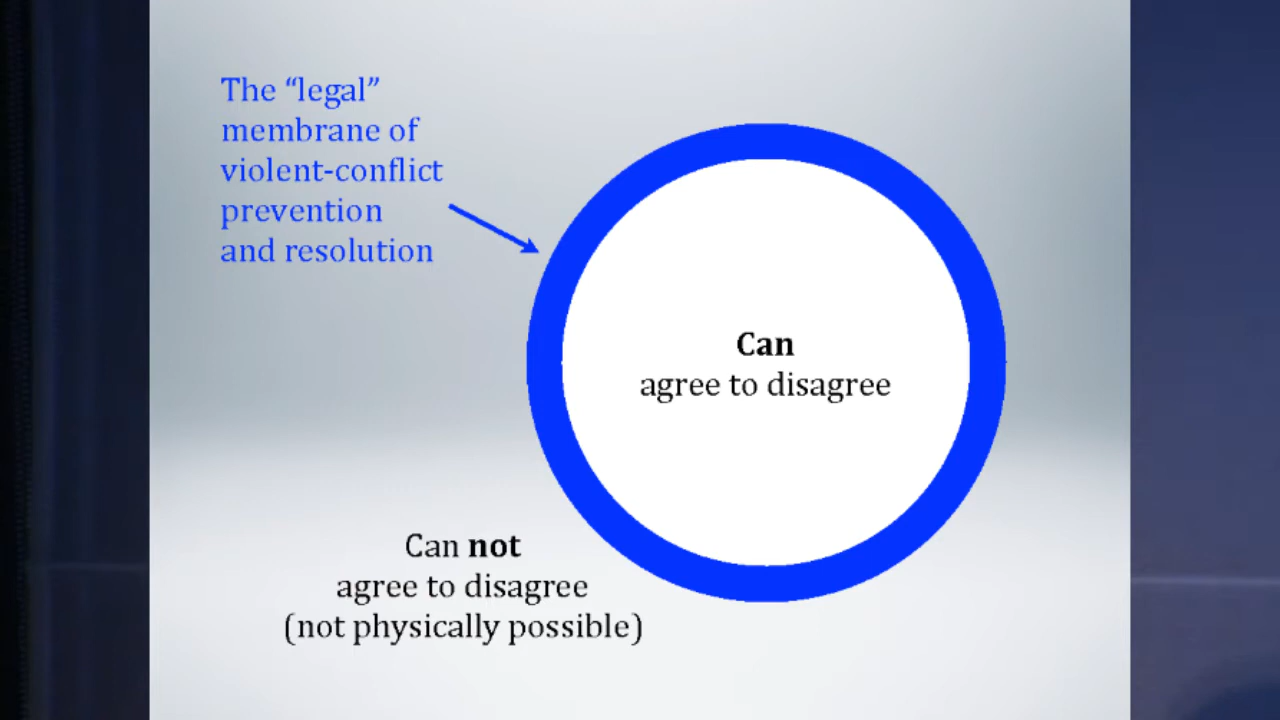 The “legal”
membrane of
violent-conflict
prevention
and resolution
Can
agree to disagree
Can not
agree to disagree
(not physically possible)